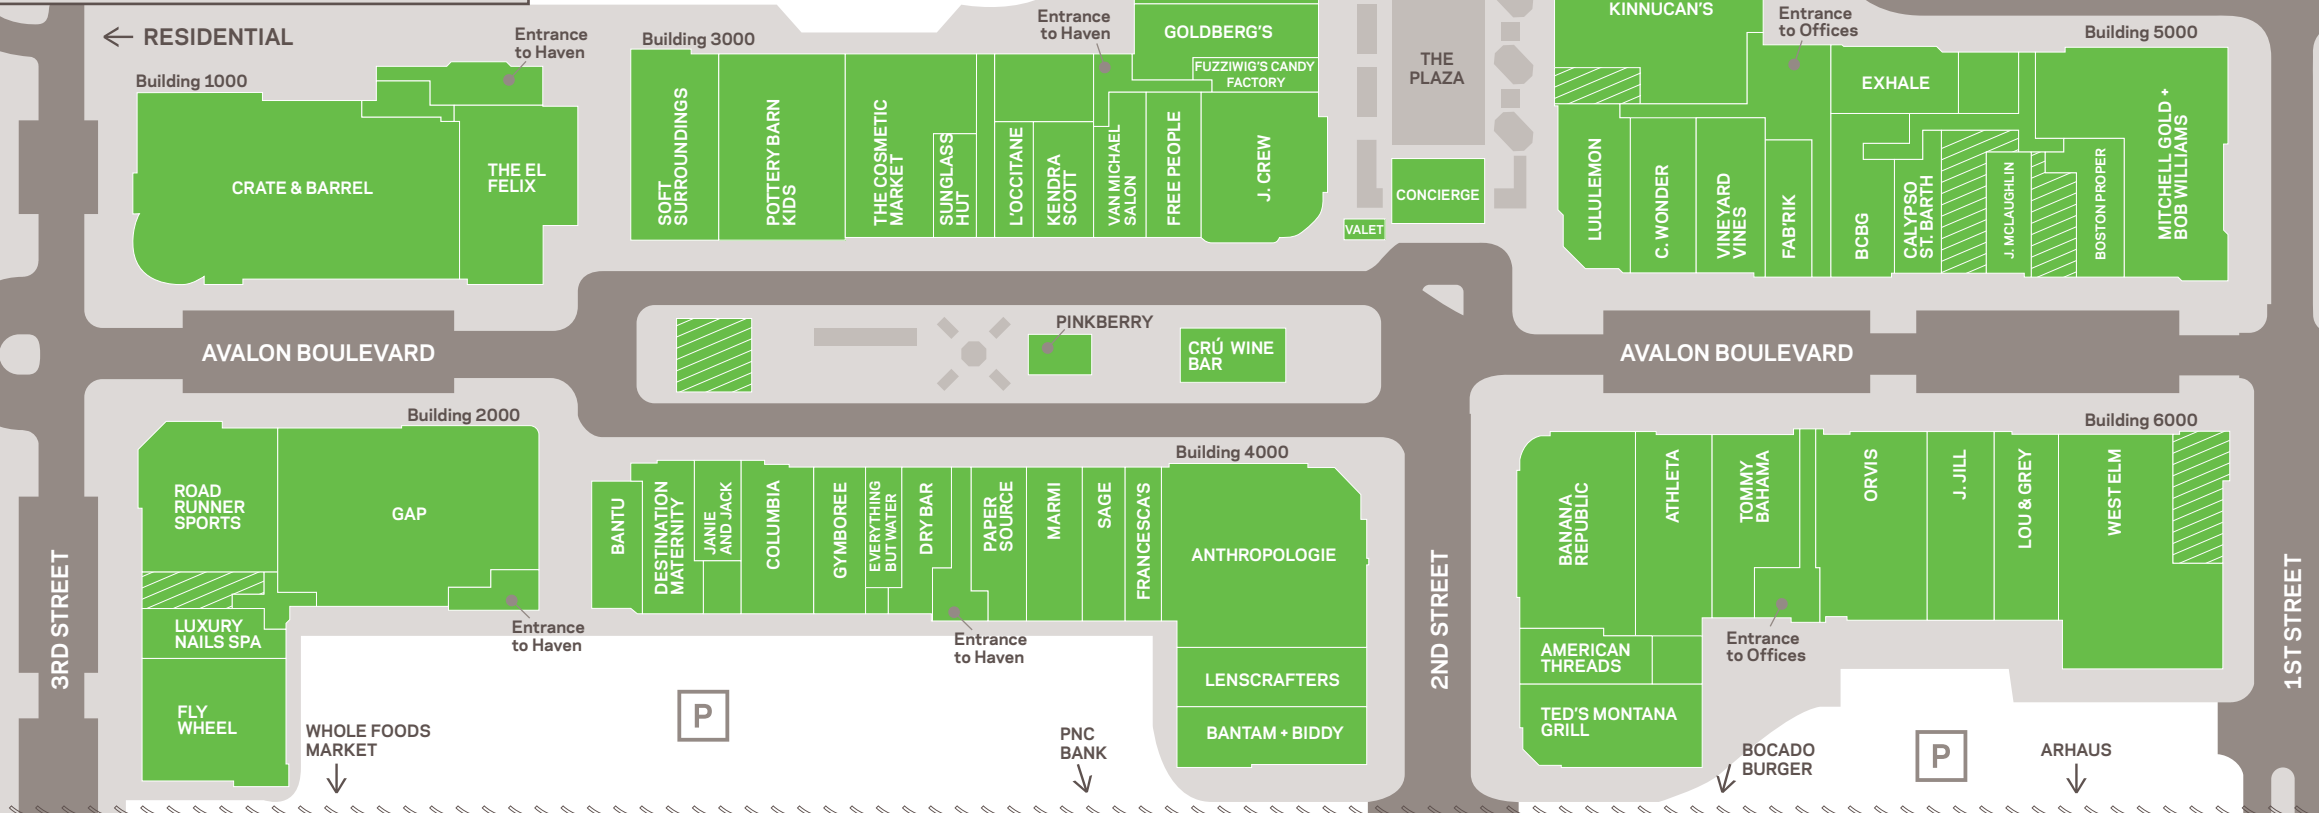 RESIDENTIAL
Building 1000
Entrance
to Haven
CRATE & BARREL
THE EL
FELIX
Building 3000
Entrance
to Haven
GOLDBERG'S
FUZZIWIG'S CANDY
FACTORY
SOFT
SURROUNDINGS
POTTERY BARN
KIDS
THE COSMETIC
MARKET
SUNGLASS
HUT
L'OCCITANE
KENDRA
SCOTT
VAN MICHAEL
SALON
FREE PEOPLE
J. CREW
THE
PLAZA
CONCIERGE
VALET
KINNUCAN'S
Entrance
to Offices
Building 5000
EXHALE
LULULEMON
C. WONDER
VINEYARD
VINES
FAB'RIK
BCBG
CALYPSO
ST. BARTH
J. MCLAUGHLIN
BOSTON PROPER
MITCHELL GOLD +
BOB WILLIAMS
AVALON BOULEVARD
PINKBERRY
CRÚ WINE
BAR
AVALON BOULEVARD
Building 2000
ROAD
RUNNER
SPORTS
GAP
LUXURY
NAILS SPA
FLY
WHEEL
Entrance
to Haven
3RD STREET
WHOLE FOODS
MARKET
Building 4000
BANTU
DESTINATION
MATERNITY
JANIE
AND JACK
COLUMBIA
GYMBOREE
EVERYTHING
BUT WATER
DRY BAR
PAPER
SOURCE
MARMI
SAGE
FRANCESCA'S
ANTHROPOLOGIE
Entrance
to Haven
LENSCRAFTERS
BANTAM + BIDDY
P
PNC
BANK
2ND STREET
Building 6000
BANANA
REPUBLIC
ATHLETA
TOMMY
BAHAMA
ORVIS
J. JILL
LOU & GREY
WEST ELM
AMERICAN
THREADS
Entrance
to Offices
TED'S MONTANA
GRILL
BOCADO
BURGER
P
ARHAUS
1ST STREET